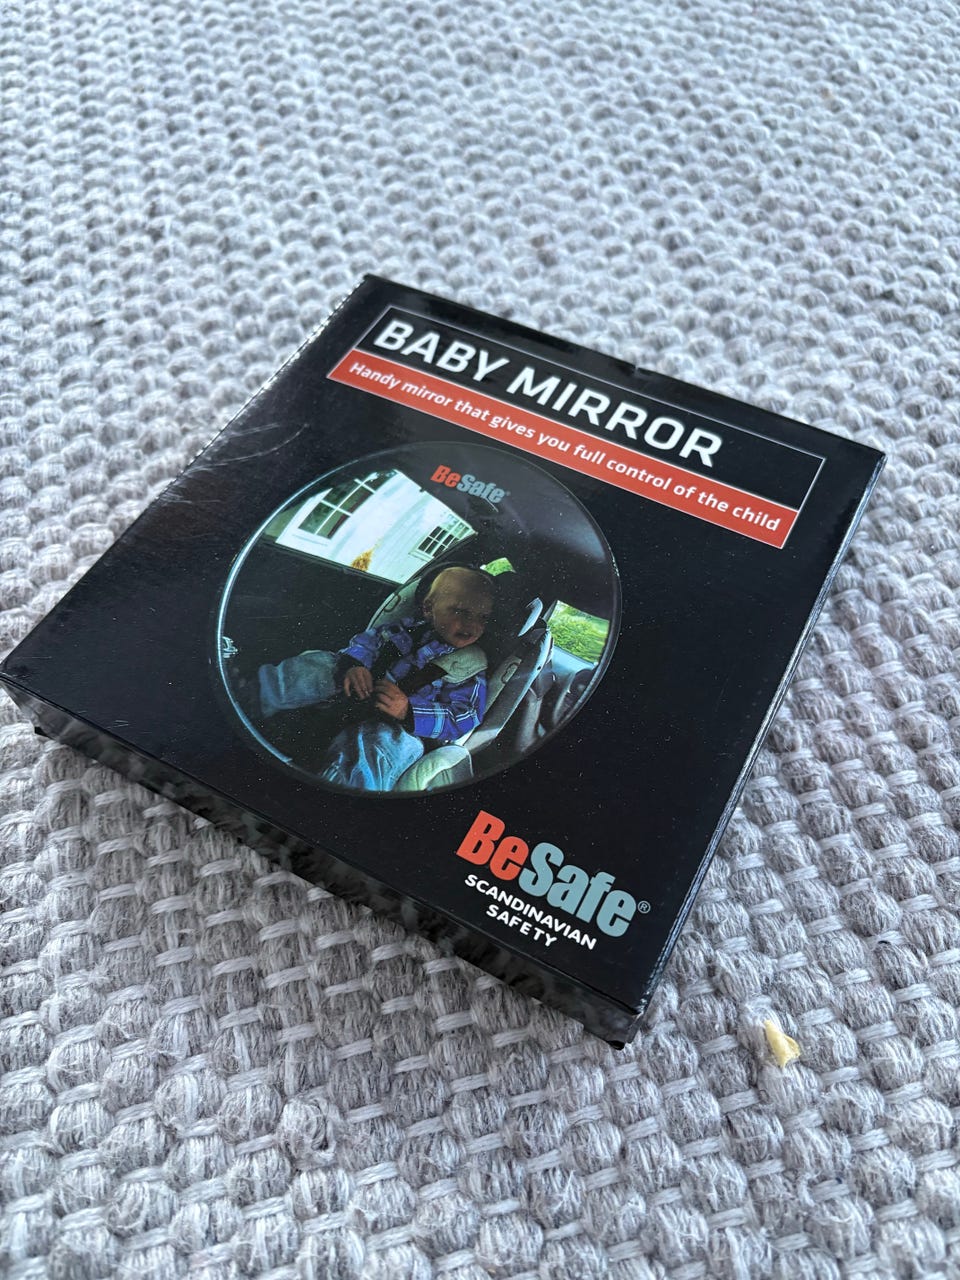 BABY MIRROR
Handy mirror that gives you full control of the child
BeSafe®
BeSafe®
SCANDINAVIAN
SAFETY